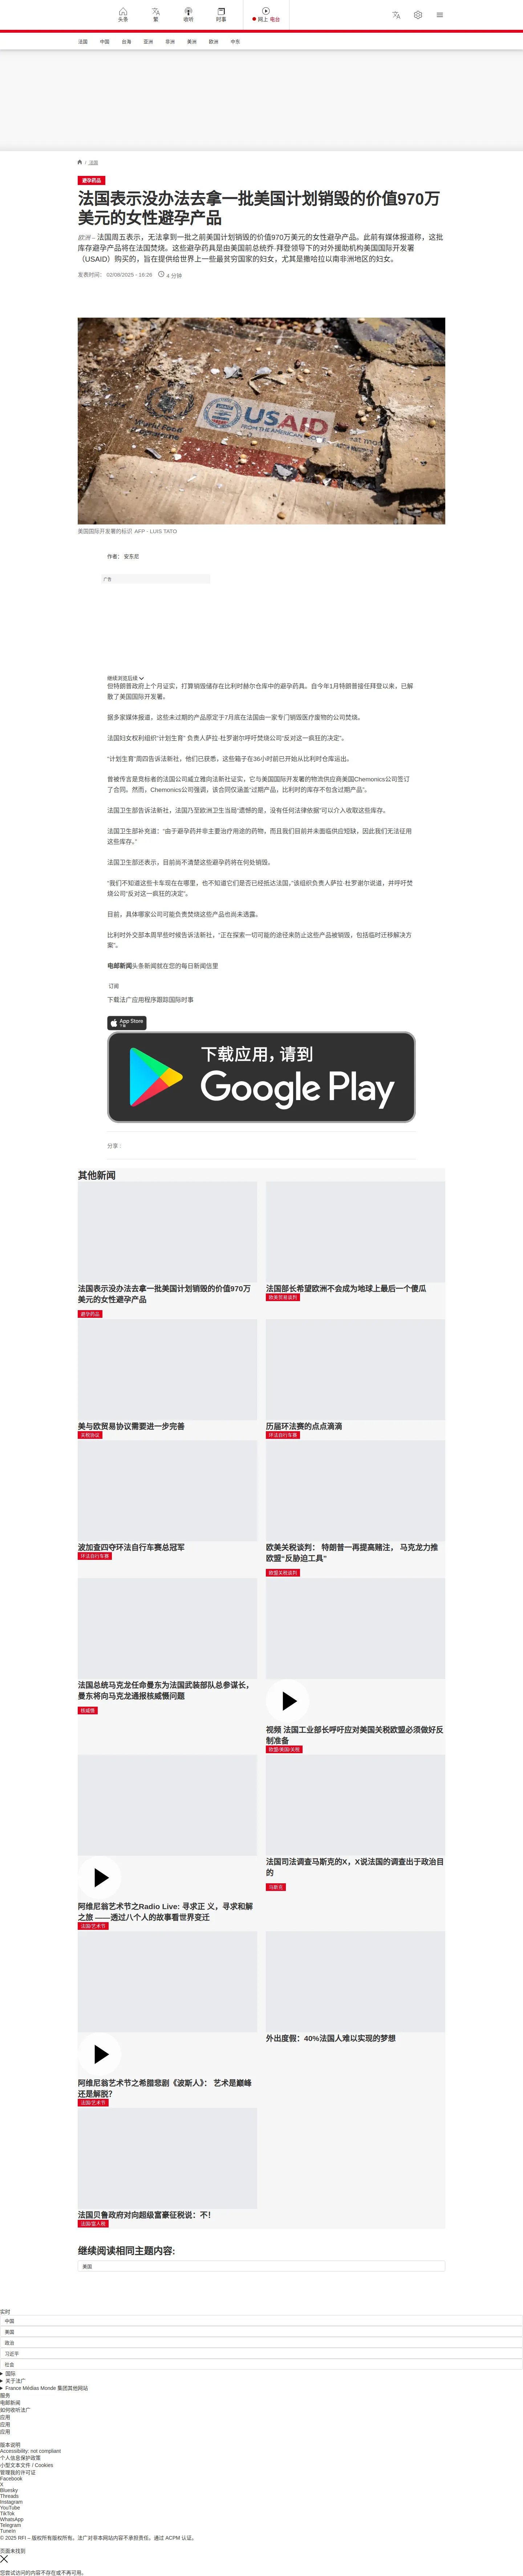 头条
繁
收听
时事
网上 电台
法国
中国
台海
亚洲
非洲
美洲
欧洲
中东
/ 法国
避孕药品
法国表示没办法去拿一批美国计划销毁的价值970万
美元的女性避孕产品
欧洲 – 法国周五表示，无法拿到一批之前美国计划销毁的价值970万美元的女性避孕产品。此前有媒体报道称，这批
库存避孕产品将在法国焚烧。这些避孕药具是由美国前总统乔·拜登领导下的对外援助机构美国国际开发署
（USAID）购买的，旨在提供给世界上一些最贫穷国家的妇女，尤其是撒哈拉以南非洲地区的妇女。
发表时间： 02/08/2025 - 16:26 4 分钟
USAID
FROM THE AMERICAN
美国国际开发署的标识. AFP - LUIS TATO
作者： 安东尼
广告
继续浏览后续
但特朗普政府上个月证实，打算销毁储存在比利时赫尔仓库中的避孕药具。自今年1月特朗普接任拜登以来，已解
散了美国国际开发署。
据多家媒体报道，这些未过期的产品原定于7月底在法国由一家专门销毁医疗废物的公司焚烧。
法国妇女权利组织“计划生育” 负责人萨拉·杜罗谢尔呼吁焚烧公司“反对这一疯狂的决定”。
“计划生育”周四告诉法新社，他们已获悉，这些箱子在36小时前已开始从比利时仓库运出。
曾被传言是竞标者的法国公司威立雅向法新社证实，它与美国国际开发署的物流供应商美国Chemonics公司签订
了合同。然而，Chemonics公司强调，该合同仅涵盖“过期产品，比利时的库存不包含过期产品”。
法国卫生部告诉法新社，法国乃至欧洲卫生当局“遗憾的是，没有任何法律依据”可以介入收取这些库存。
法国卫生部补充道：“由于避孕药并非主要治疗用途的药物，而且我们目前并未面临供应短缺，因此我们无法征用
这些库存。”
法国卫生部还表示，目前尚不清楚这些避孕药将在何处销毁。
“我们不知道这些卡车现在在哪里，也不知道它们是否已经抵达法国，”该组织负责人萨拉·杜罗谢尔说道，并呼吁焚
烧公司“反对这一疯狂的决定”。
目前，具体哪家公司可能负责焚烧这些产品也尚未透露。
比利时外交部本周早些时候告诉法新社，“正在探索一切可能的途径来防止这些产品被销毁，包括临时迁移解决方
案”。
电邮新闻头条新闻就在您的每日新闻信里
订阅
下载法广应用程序跟踪国际时事
App Store
下载应用，请到
Google Play
分享 :
其他新闻
法国表示没办法去拿一批美国计划销毁的价值970万
美元的女性避孕产品
避孕药品
法国部长希望欧洲不会成为地球上最后一个傻瓜
欧美贸易谈判
美与欧贸易协议需要进一步完善
关税协议
历届环法赛的点点滴滴
环法自行车赛
波加查四夺环法自行车赛总冠军
环法自行车赛
欧美关税谈判： 特朗普一再提高赌注， 马克龙力推
欧盟“反胁迫工具”
欧盟关税谈判
法国总统马克龙任命曼东为法国武装部队总参谋长，
曼东将向马克龙通报核威慑问题
核威慑
视频 法国工业部长呼吁应对美国关税欧盟必须做好反
制准备
欧盟/美国/关税
阿维尼翁艺术节之Radio Live: 寻求正 义，寻求和解
之旅 ——透过八个人的故事看世界变迁
法国/艺术节
法国司法调查马斯克的X，X说法国的调查出于政治目
的
马斯克
阿维尼翁艺术节之希腊悲剧《波斯人》： 艺术是巅峰
还是解脱？
法国/艺术节
外出度假：40%法国人难以实现的梦想
法国贝鲁政府对向超级富豪征税说：不！
法国/富人税
继续阅读相同主题内容:
美国
实时
中国
美国
政治
习近平
社会
国际
关于法广
France Médias Monde 集团其他网站
服务
电邮新闻
如何收听法广
应用
应用
应用
版本说明
Accessibility: not compliant
个人信息保护政策
小型文本文件 / Cookies
管理我的许可证
Facebook
X
Bluesky
Threads
Instagram
YouTube
TikTok
WhatsApp
Telegram
TuneIn
© 2025 RFI – 版权所有版权所有。法广对非本网站内容不承担责任。通过 ACPM 认证。
页面未找到
您尝试访问的内容不存在或不再可用。